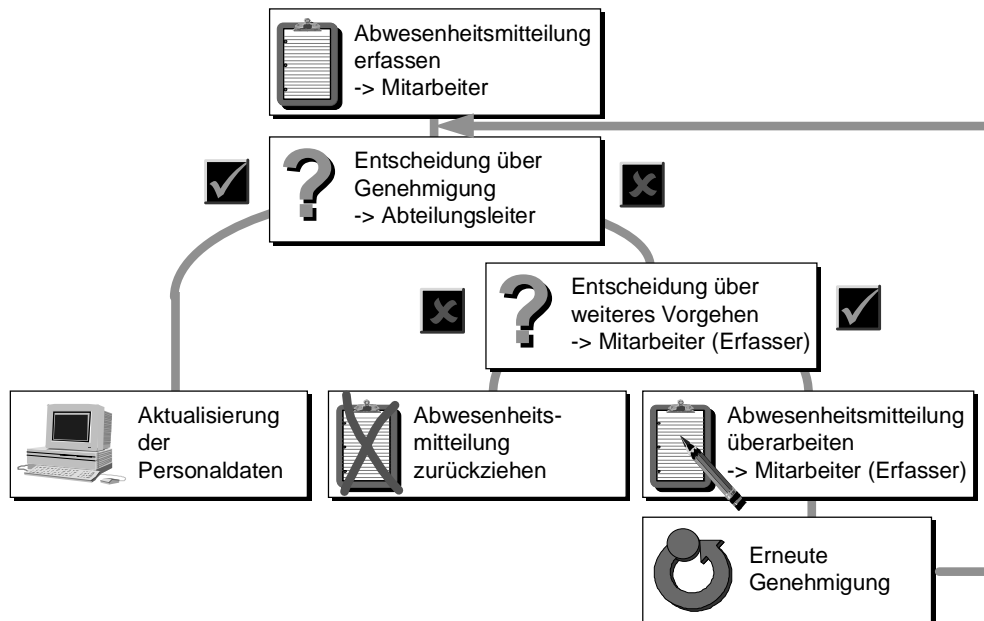 Abwesenheitsmitteilung
erfassen
-> Mitarbeiter
Entscheidung über
Genehmigung
-> Abteilungsleiter
Entscheidung über
weiteres Vorgehen
-> Mitarbeiter (Erfasser)
Aktualisierung
der
Personaldaten
Abwesenheits-
mitteilung
zurückziehen
Abwesenheitsmitteilung
überarbeiten
-> Mitarbeiter (Erfasser)
Erneute
Genehmigung